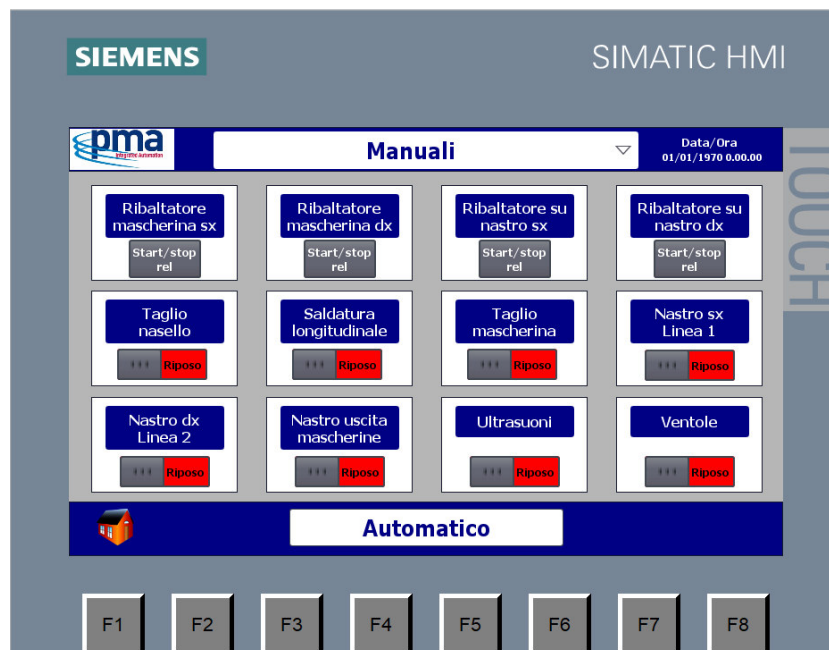 SIEMENS
SIMATIC HMI
TOUCH
pma
Integrative Automation
Manuali
Data/Ora
01/01/1970 0.00.00
Ribaltatore
mascherina sx
Start/stop
rel
Ribaltatore
mascherina dx
Start/stop
rel
Ribaltatore su
nastro sx
Start/stop
rel
Ribaltatore su
nastro dx
Start/stop
rel
Taglio
nasello
Riposo
Saldatura
longitudinale
Riposo
Taglio
mascherina
Riposo
Nastro sx
Linea 1
Riposo
Nastro dx
Linea 2
Riposo
Nastro uscita
mascherine
Riposo
Ultrasuoni
Riposo
Ventole
Riposo
Automatico
F1 F2 F3 F4 F5 F6 F7 F8